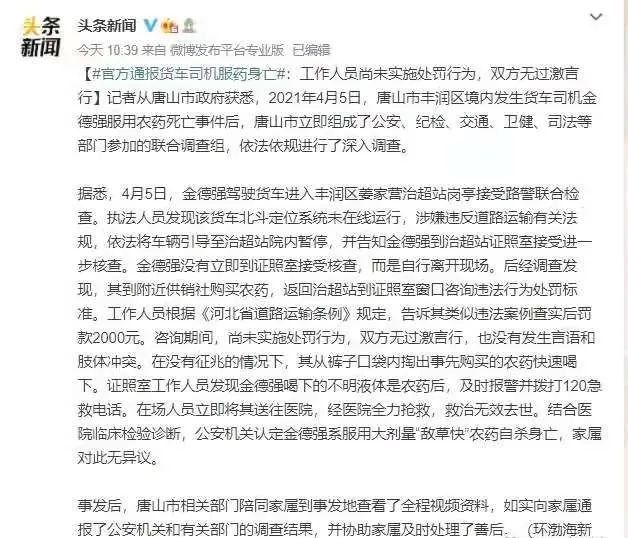 头条
新闻
头条新闻
今天 10:39 来自 微博发布平台专业版 已编辑
【#官方通报货车司机服药身亡#：工作人员尚未实施处罚行为，双方无过激言
行】记者从唐山市政府获悉，2021年4月5日，唐山市丰润区境内发生货车司机金
德强服用农药死亡事件后，唐山市立即组成了公安、纪检、交通、卫健、司法等
部门参加的联合调查组，依法依规进行了深入调查。
据悉，4月5日，金德强驾驶货车进入丰润区姜家营治超站岗亭接受路警联合检
查。执法人员发现该货车北斗定位系统未在线运行，涉嫌违反道路运输有关法
规，依法将车辆引导至治超站院内暂停，并告知金德强到治超站证照室接受进一
步核查。金德强没有立即到证照室接受核查，而是自行离开现场。后经调查发
现，其到附近供销社购买农药，返回治超站到证照室窗口咨询违法行为处罚标
准。工作人员根据《河北省道路运输条例》规定，告诉其类似违法案例查实后罚
款2000元。咨询期间，尚未实施处罚行为，双方无过激言行，也没有发生言语和
肢体冲突。在没有征兆的情况下，其从裤子口袋内掏出事先购买的农药快速喝
下。证照室工作人员发现金德强喝下的不明液体是农药后，及时报警并拨打120急
救电话。在场人员立即将其送往医院，经医院全力抢救，救治无效去世。结合医
院临床检验诊断，公安机关认定金德强系服用大剂量“敌草快”农药自杀身亡，家属
对此无异议。
事发后，唐山市相关部门陪同家属到事发地查看了全程视频资料，如实向家属通
报了公安机关和有关部门的调查结果，并协助家属及时处理了善后。（环渤海新